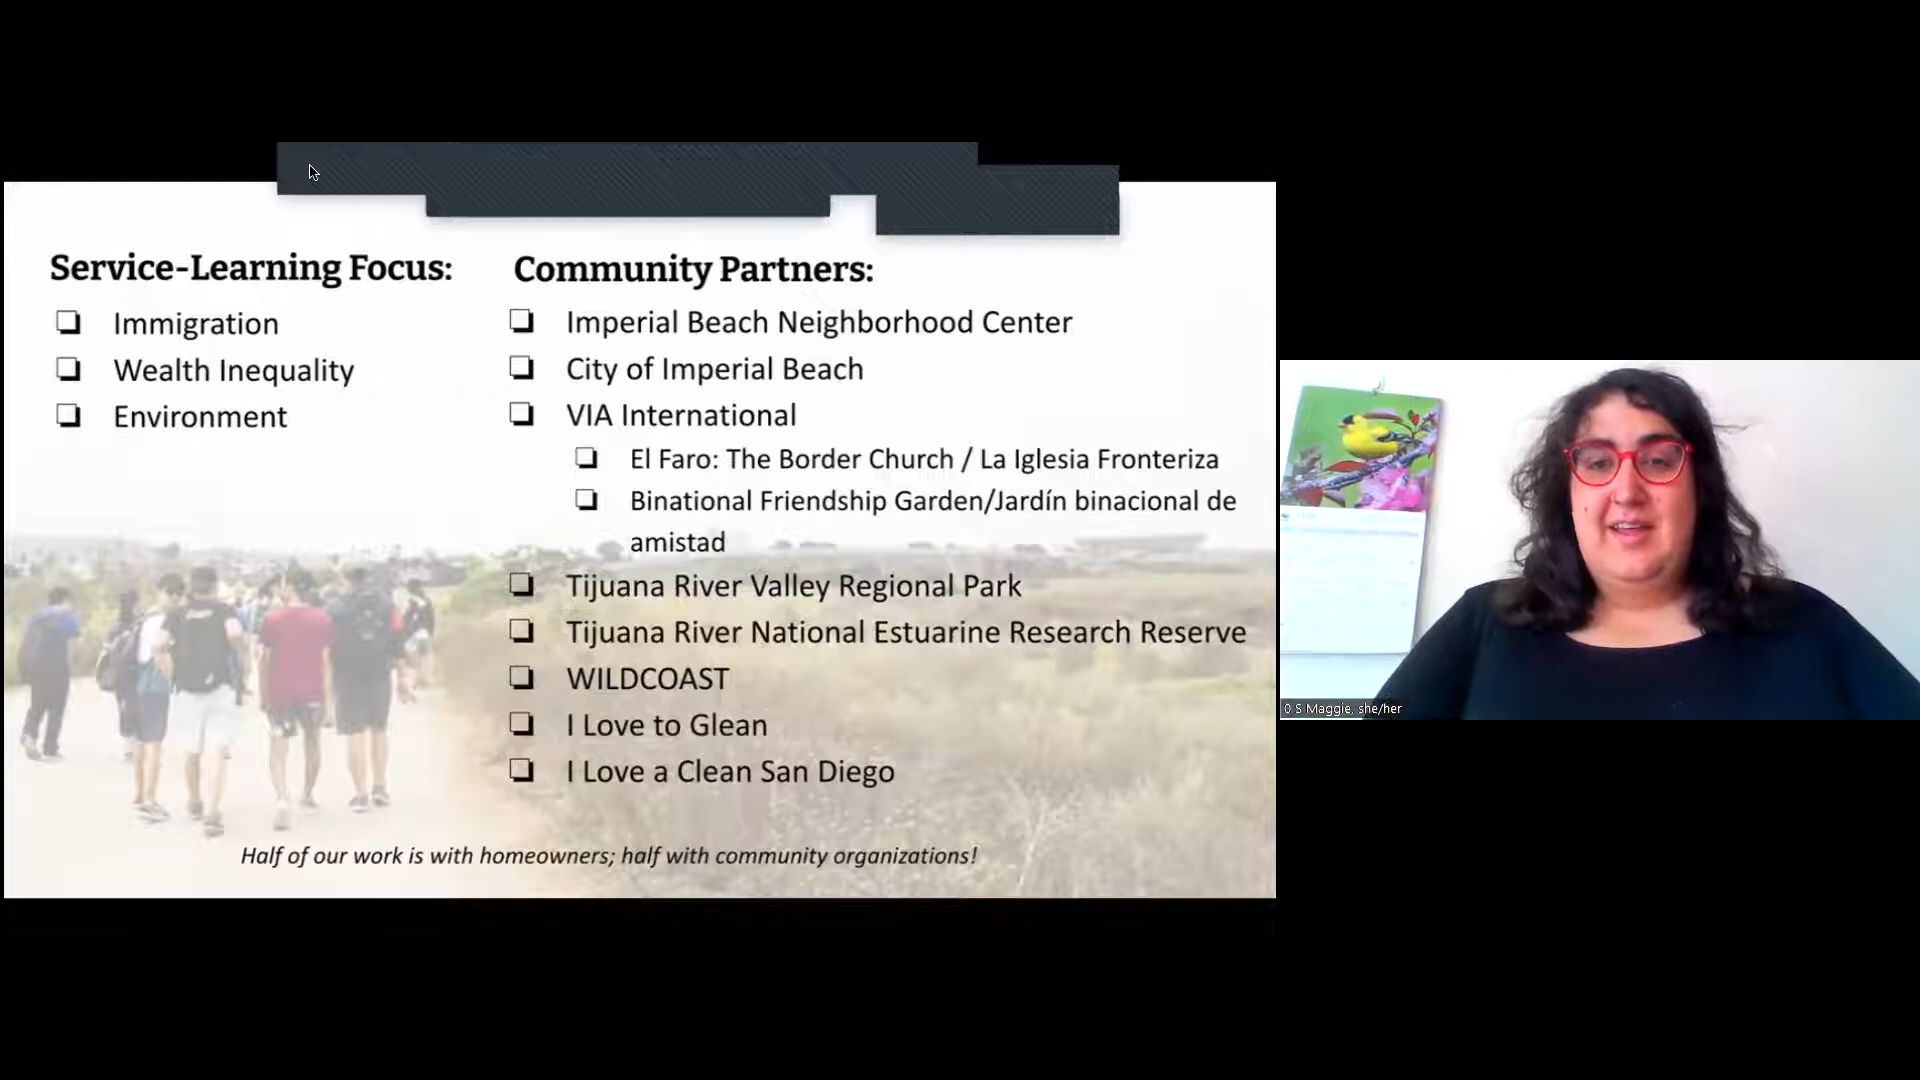 Service-Learning Focus:
❏ Immigration
❏ Wealth Inequality
❏ Environment
Community Partners:
❏ Imperial Beach Neighborhood Center
❏ City of Imperial Beach
❏ VIA International
❏ El Faro: The Border Church / La Iglesia Fronteriza
❏ Binational Friendship Garden/Jardín binacional de
amistad
❏ Tijuana River Valley Regional Park
❏ Tijuana River National Estuarine Research Reserve
❏ WILDCOAST
❏ I Love to Glean
❏ I Love a Clean San Diego
Half of our work is with homeowners; half with community organizations!
0 S Maggie, she/her